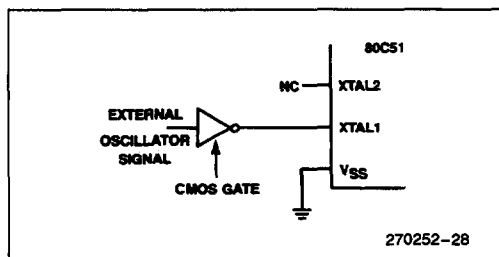 80C51
NC
XTAL2
EXTERNAL
OSCILLATOR
SIGNAL
XTAL1
CMOS GATE
VSS
270252-28